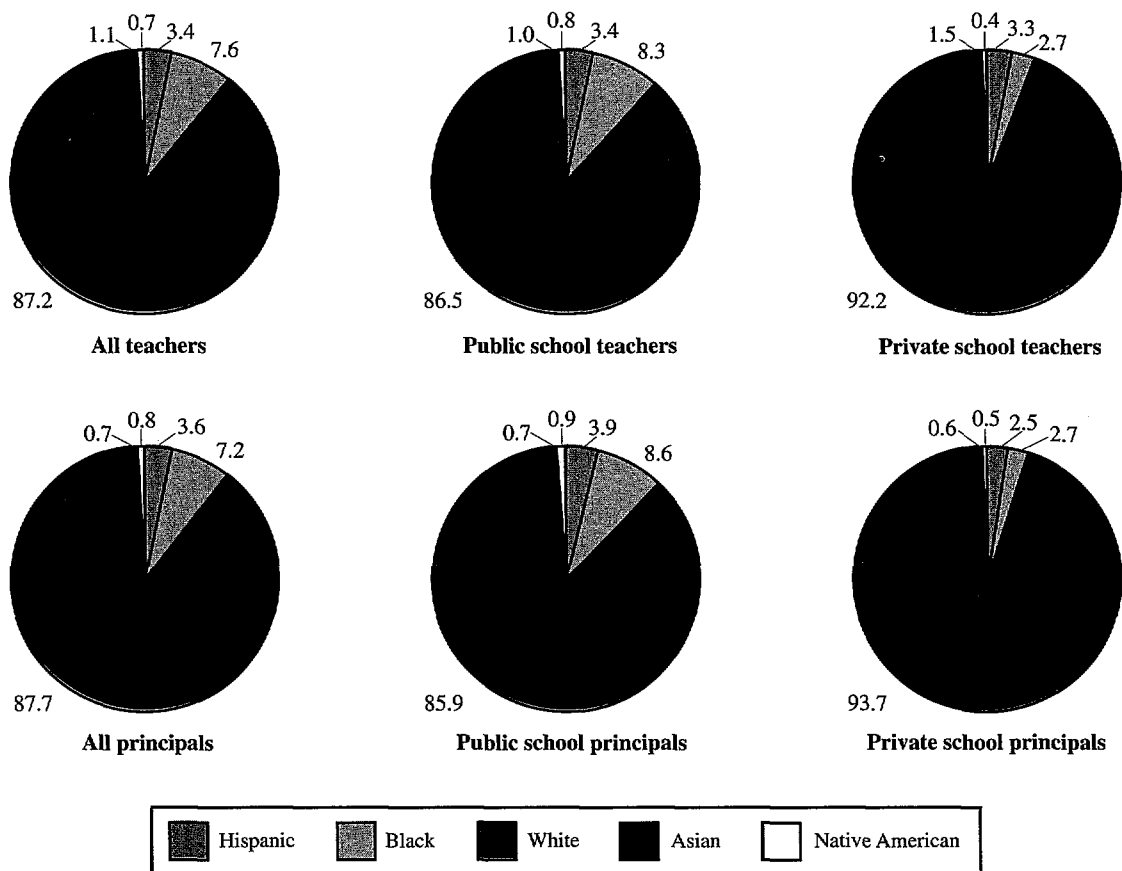 1.1 0.7 3.4 7.6
87.2
All teachers
1.0 0.8 3.4 8.3
86.5
Public school teachers
1.5 0.4 3.3 2.7
92.2
Private school teachers
0.7 0.8 3.6 7.2
87.7
All principals
0.7 0.9 3.9 8.6
85.9
Public school principals
0.6 0.5 2.5 2.7
93.7
Private school principals
Hispanic Black White Asian Native American